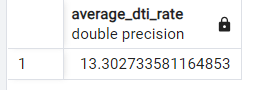 average_dti_rate
double precision
1 13.302733581164853